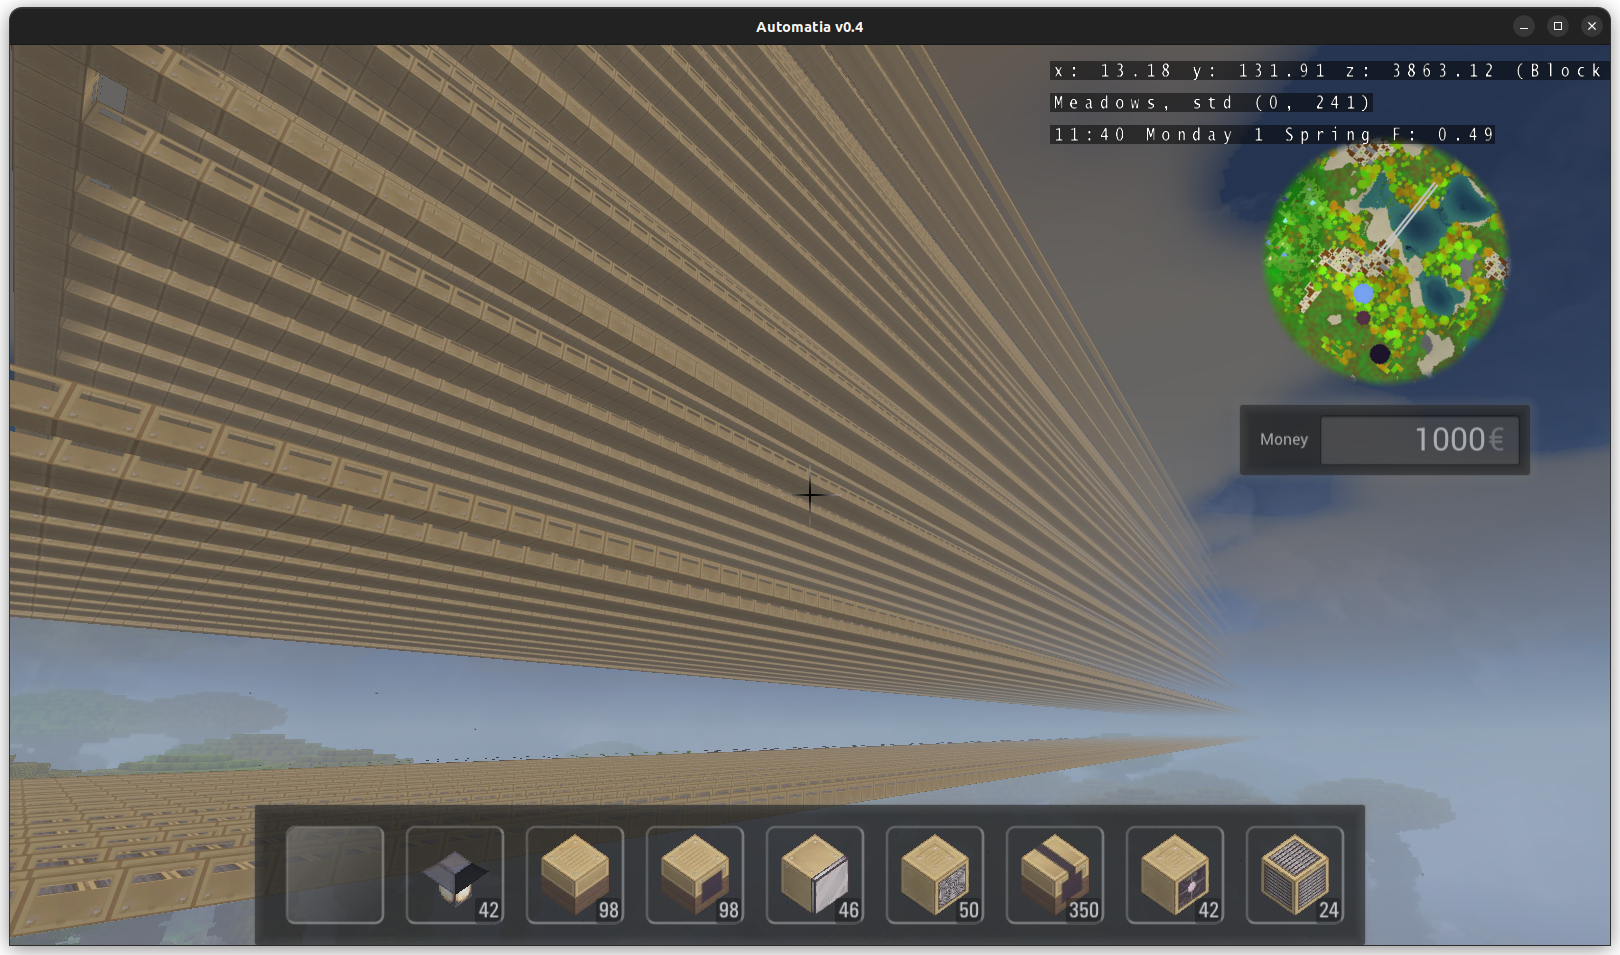 Automatia v0.4
x: 13.18 y: 131.91 z: 3863.12 (Block
Meadows, std (0, 241)
11:40 Monday 1 Spring F: 0.49
Money 1000€
42 98 98 46 50 350 42 24